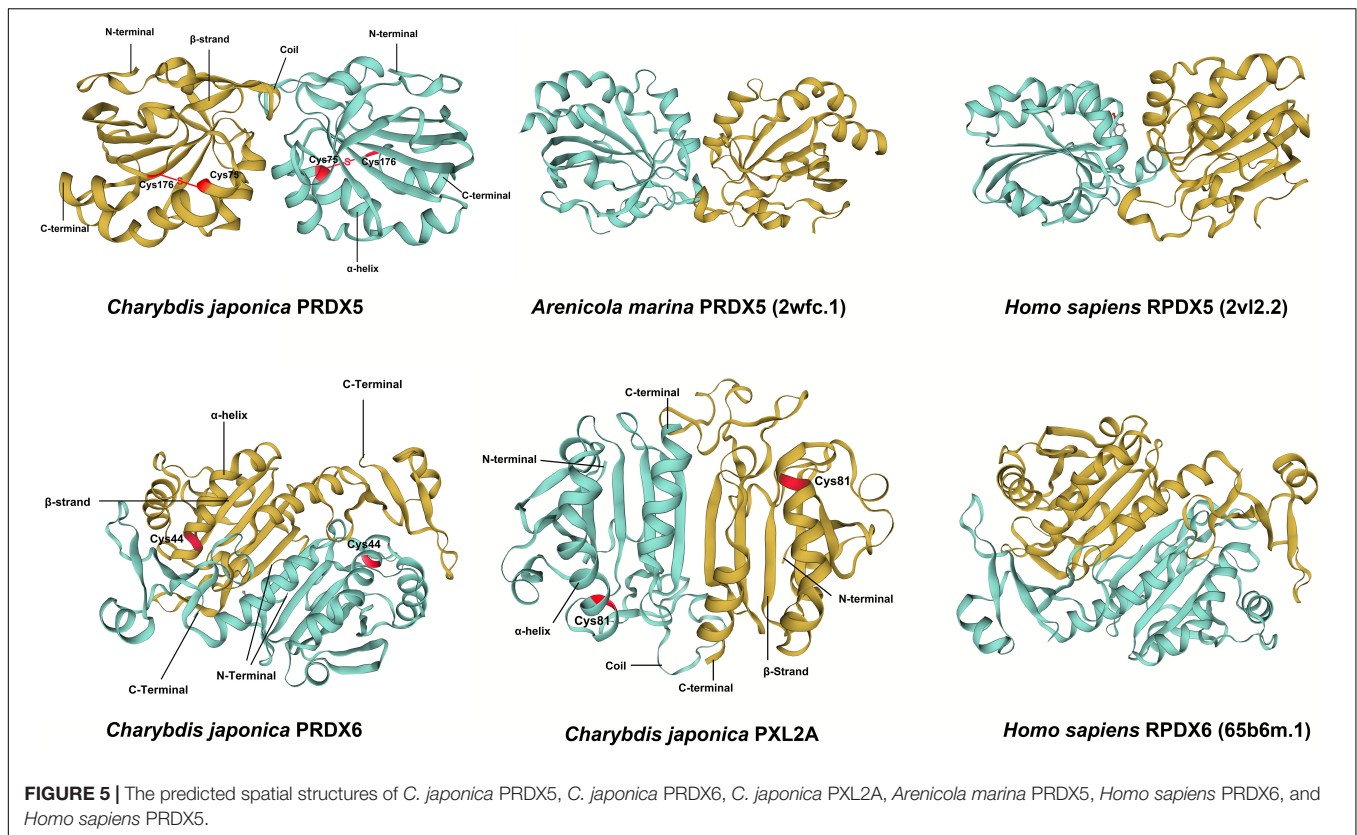 N-terminal
β-strand
Coil
N-terminal
Cys75
S
Cys176
Cys176
S
Cys75
C-terminal
C-terminal
α-helix
Charybdis japonica PRDX5
Arenicola marina PRDX5 (2wfc.1)
Homo sapiens RPDX5 (2vl2.2)
C-Terminal
α-helix
β-strand
Cys44
Cys44
C-Terminal
N-Terminal
Charybdis japonica PRDX6
C-terminal
N-terminal
Cys81
N-terminal
α-helix
Cys81
Coil
C-terminal
β-Strand
Charybdis japonica PXL2A
Homo sapiens RPDX6 (65b6m.1)
FIGURE 5 | The predicted spatial structures of C. japonica PRDX5, C. japonica PRDX6, C. japonica PXL2A, Arenicola marina PRDX5, Homo sapiens PRDX6, and
Homo sapiens PRDX5.